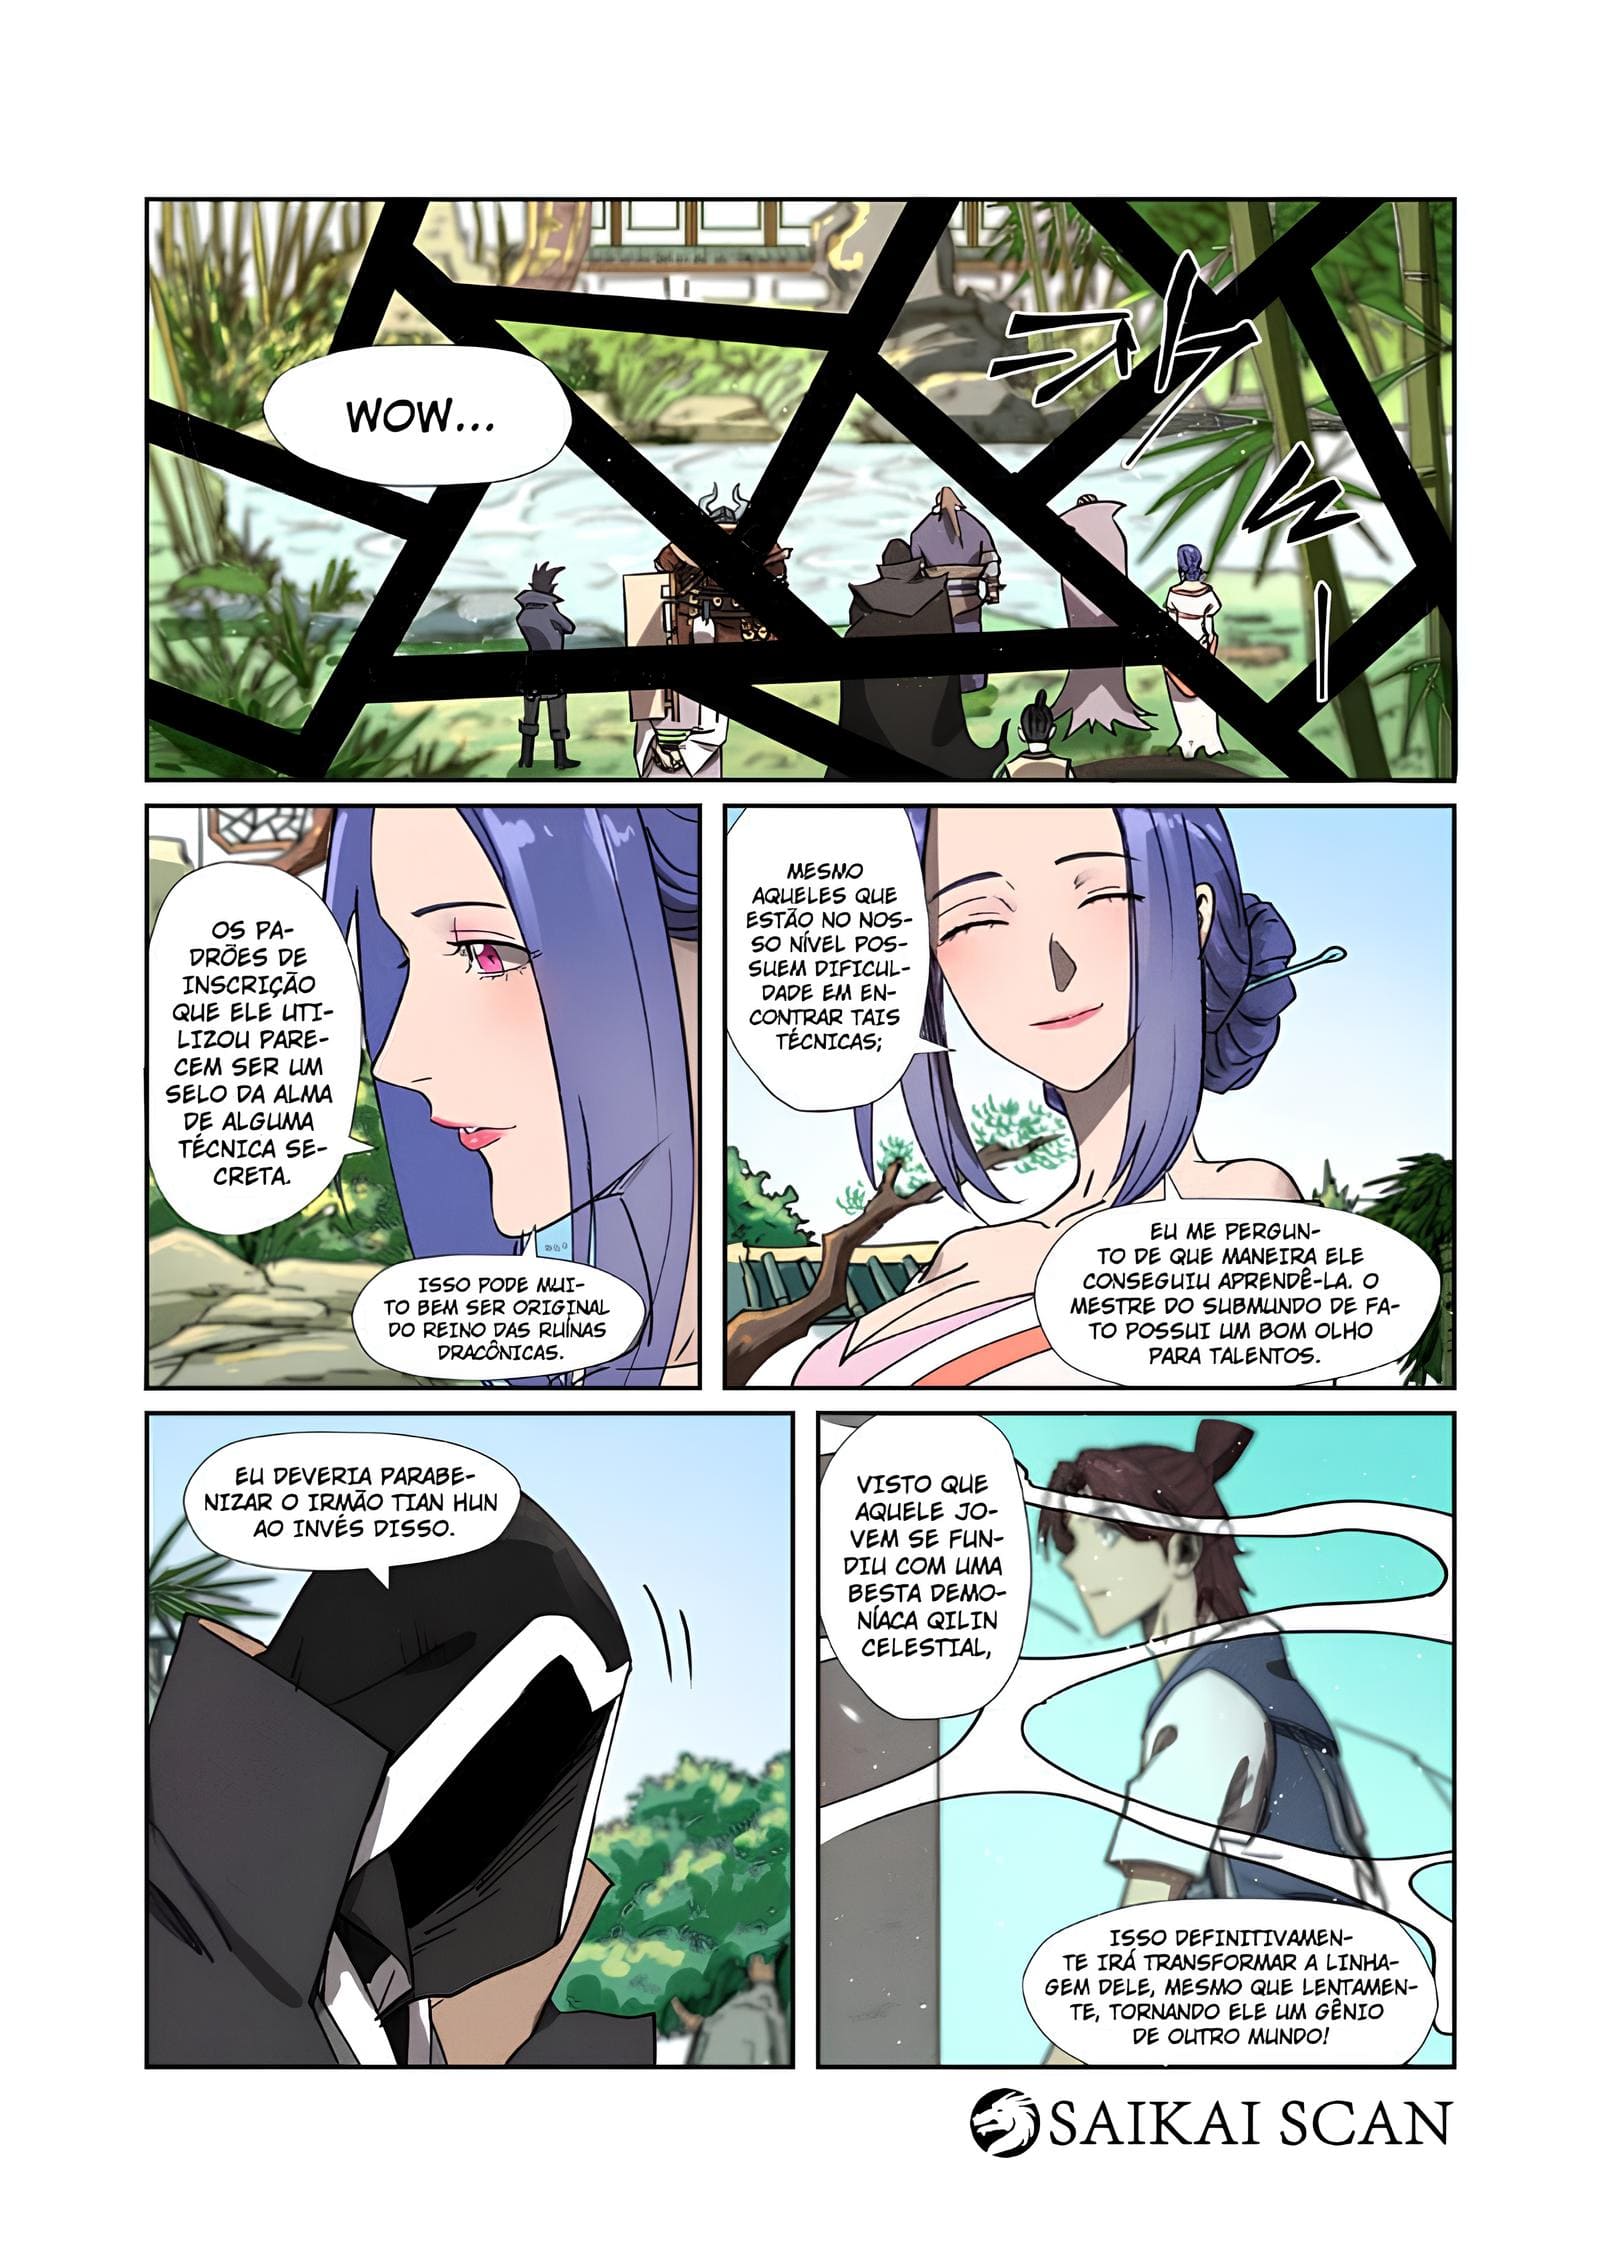 WOW...
OS PA-
DRÕES DE
INSCRIÇÃO
QUE ELE UTI-
LIZOU PARE-
CEM SER UM
SELO DA ALMA
DE ALGUMA
TÉCNICA SE-
CRETA.
ISSO PODE MUI-
TO BEM SER ORIGINAL
DO REINO DAS RUÍNAS
DRACÔNICAS.
MESMO
AQUELES QUE
ESTÃO NO NOS-
SO NÍVEL POS-
SUEM DIFICUL-
DADE EM EN-
CONTRAR TAIS
TÉCNICAS;
EU ME PERGUN-
TO DE QUE MANEIRA ELE
CONSEGUIU APRENDÊ-LA. O
MESTRE DO SUBMUNDO DE FA-
TO POSSUI UM BOM OLHO
PARA TALENTOS.
EU DEVERIA PARABE-
NIZAR O IRMÃO TIAN HUN
AO INVÉS DISSO.
VISTO QUE
AQUELE JO-
VEM SE FUN-
DIU COM UMA
BESTA DEMO-
NÍACA QILIN
CELESTIAL,
ISSO DEFINITIVAMEN-
TE IRÁ TRANSFORMAR A LINHA-
GEM DELE, MESMO QUE LENTAMEN-
TE, TORNANDO ELE UM GÊNIO
DE OUTRO MUNDO!
SAIKAI SCAN